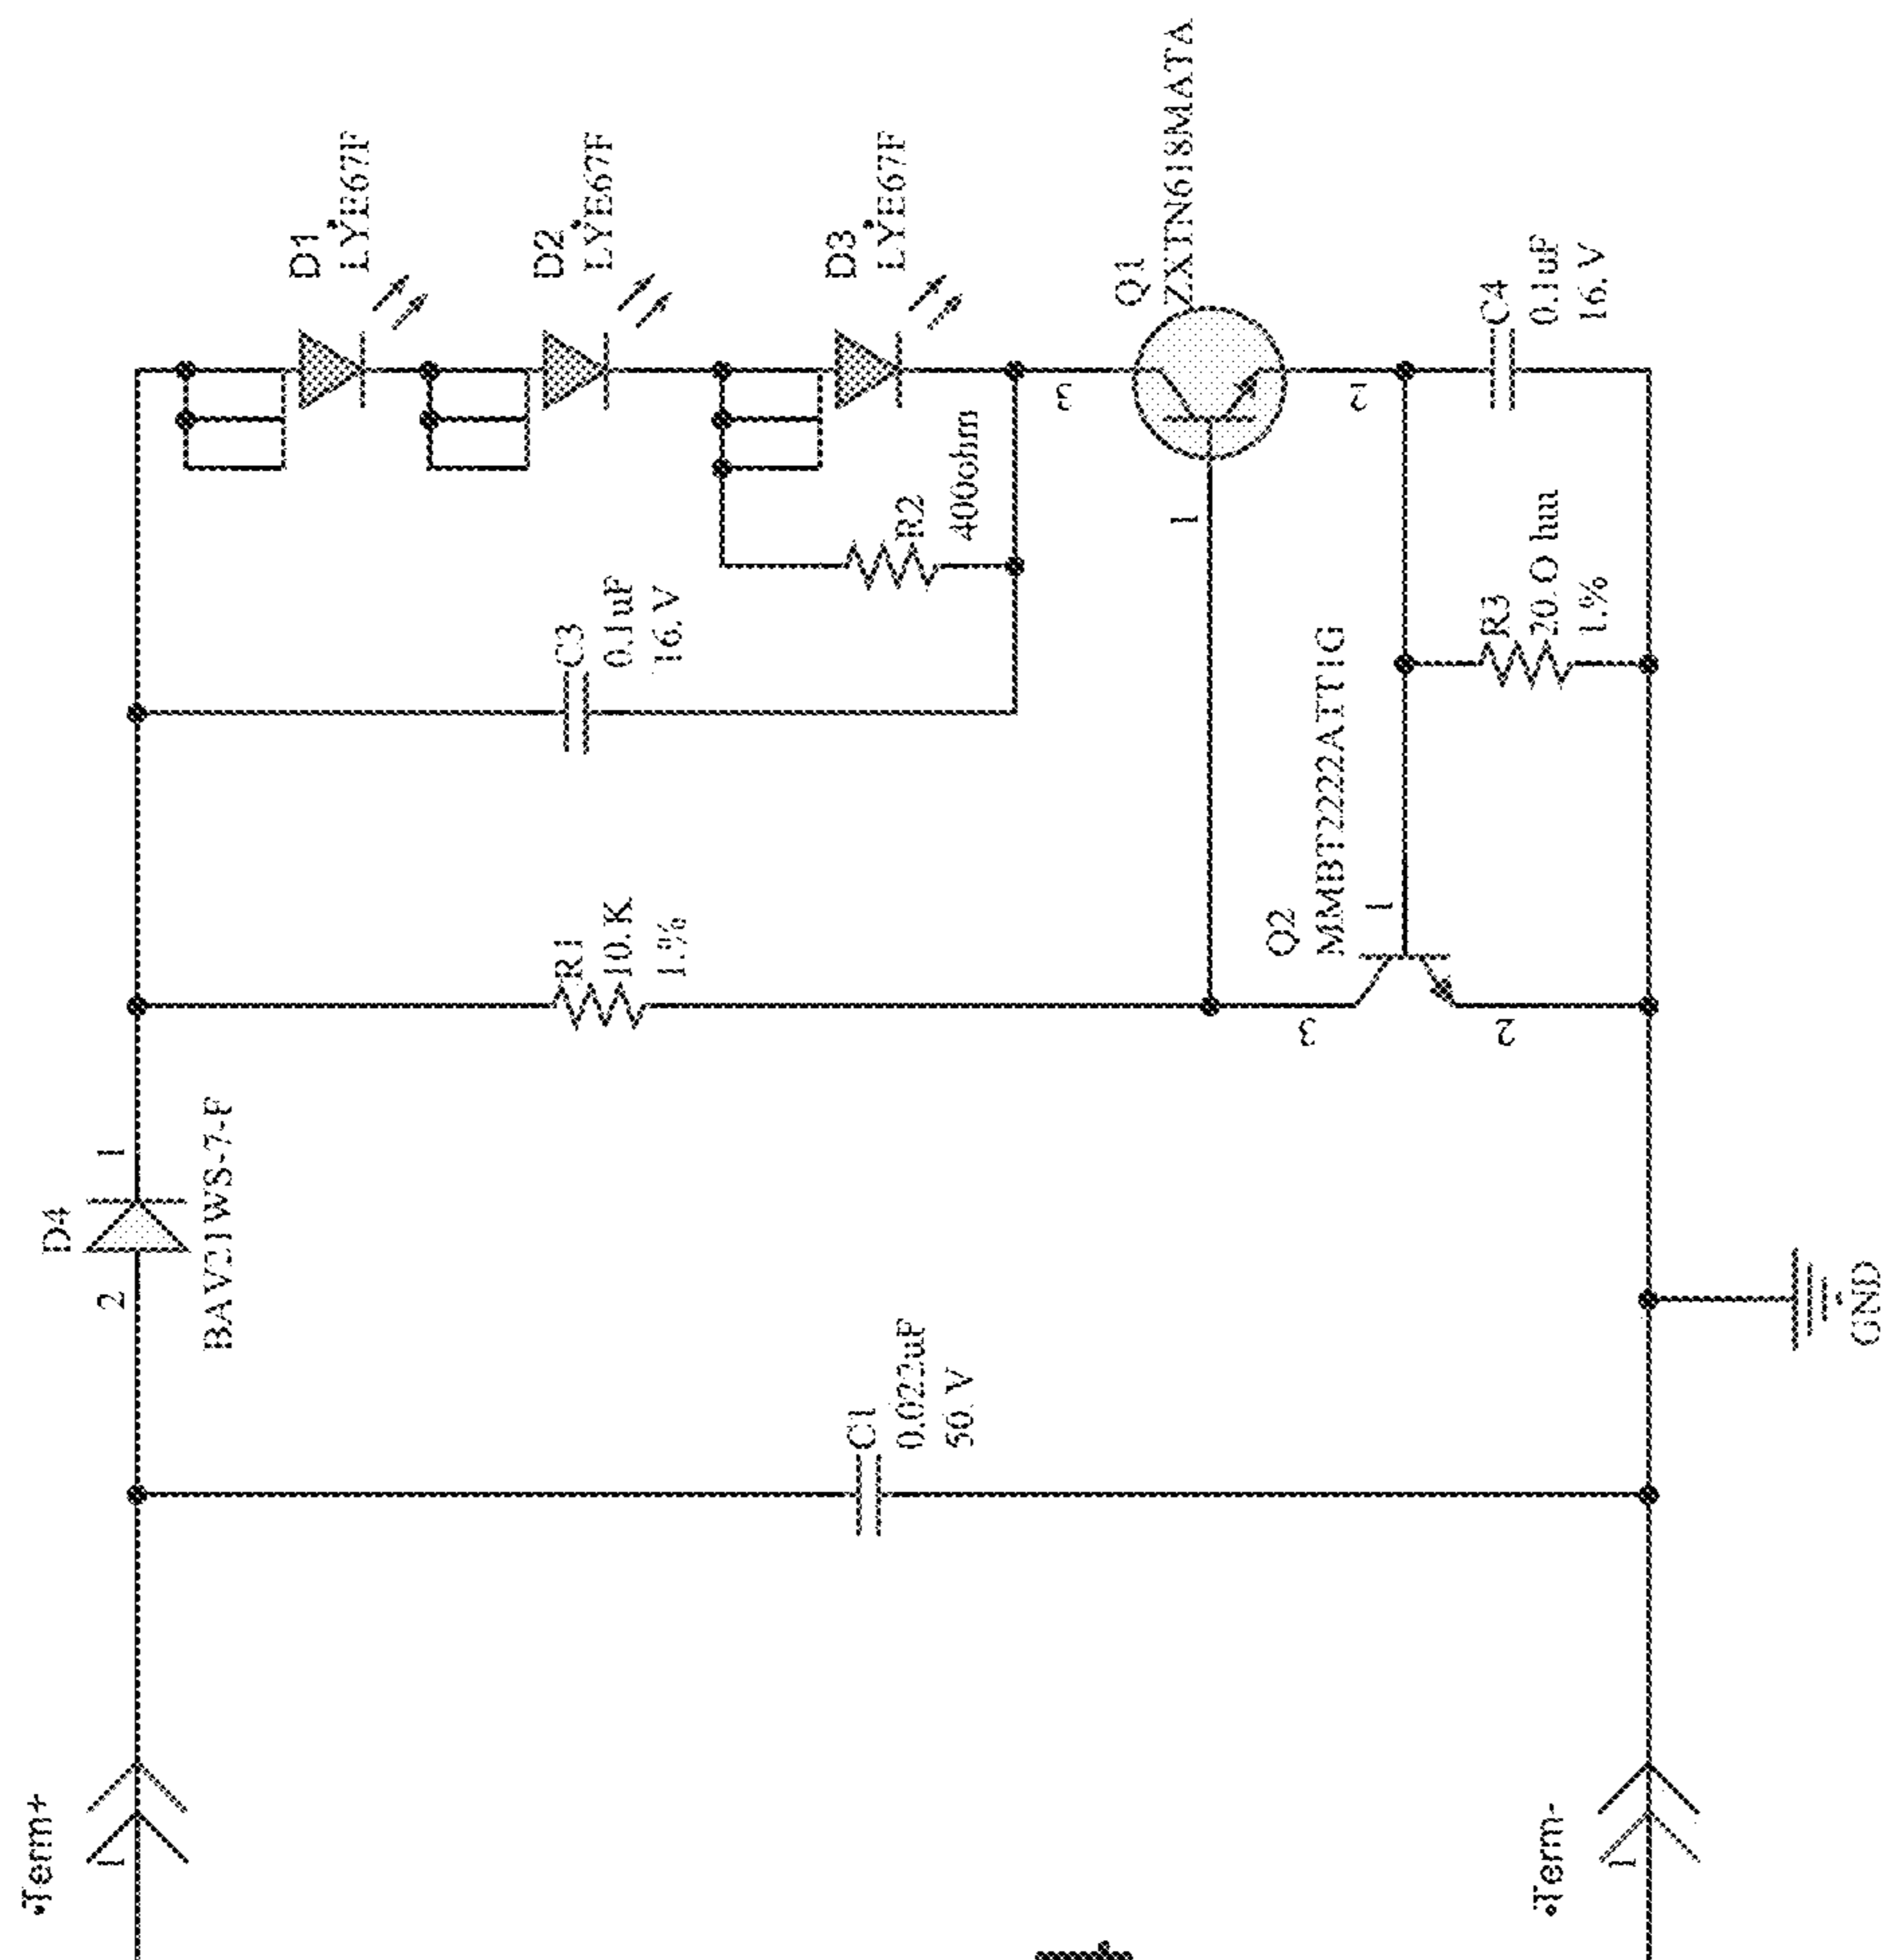 •Term+
1
•Term-
1
C1
0.022uF
50. V
GND
D4
2
1
BAV21WS-7-F
R1
10.K
1.%
Q2
MMBT2222ATT1G
3
1
2
C3
0.1uF
16. V
R2
400ohm
R3
20.O hm
1.%
D1
LYE67F
D2
LYE67F
D3
LYE67F
Q1
ZXTN618MATA
3
1
2
C4
0.1uF
16. V